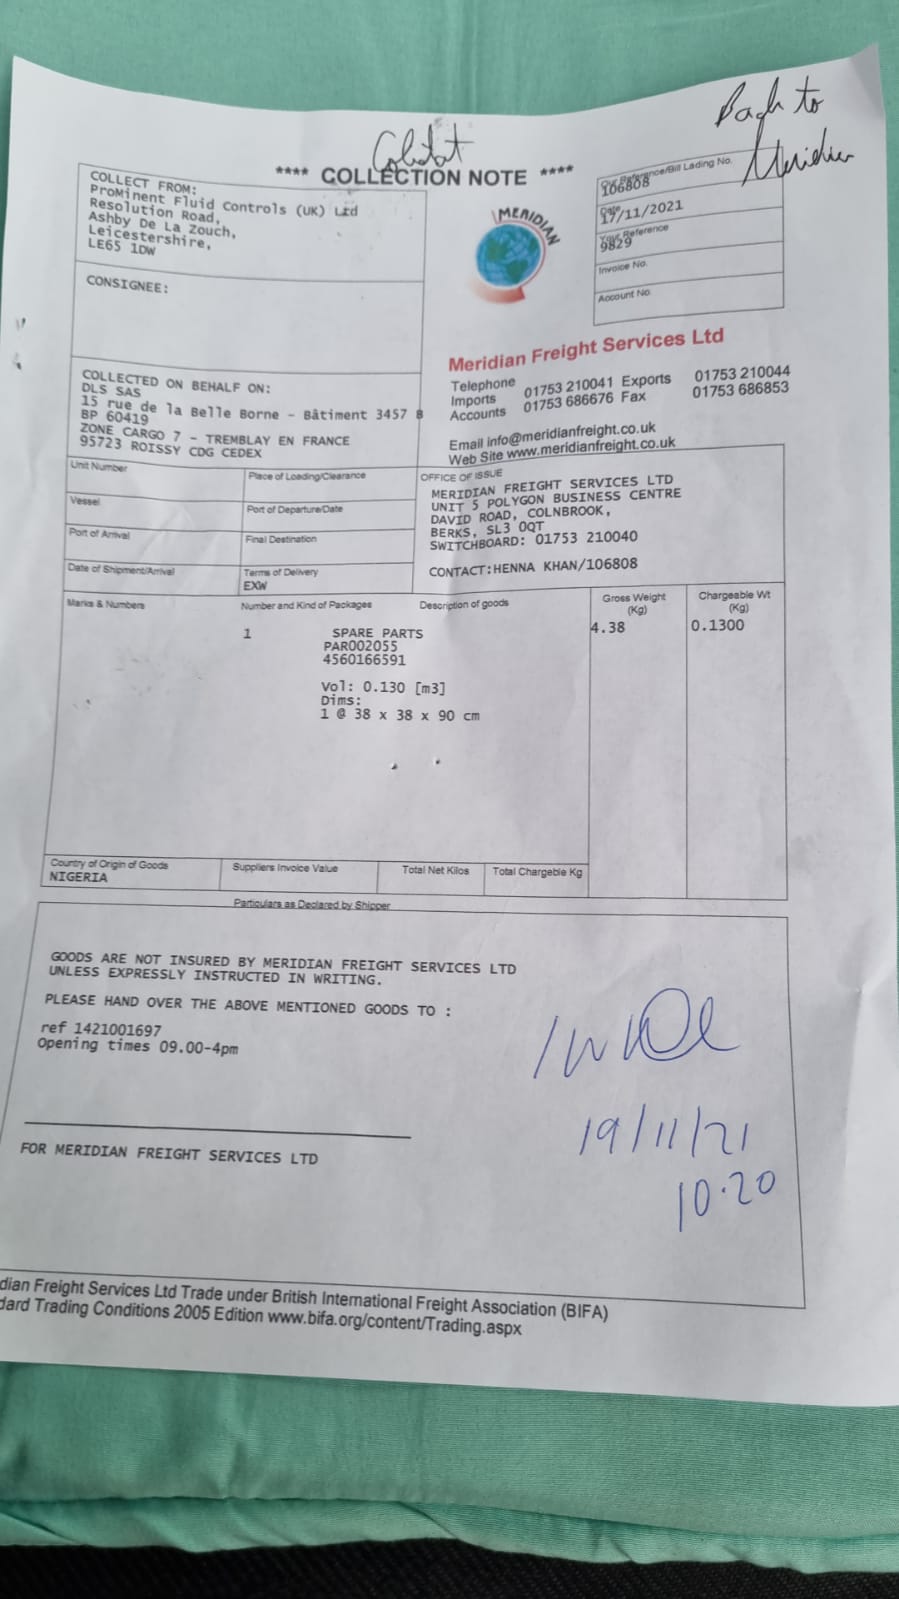 Back to
Meridian
**** COLLECTION NOTE ****
COLLECT FROM:
ProMinent Fluid Controls (UK) Ltd
Resolution Road,
Ashby De La Zouch,
Leicestershire,
LE65 1DW
Our Reference/Bill Lading No.
106808
Date
17/11/2021
Your Reference
9829
Invoice No.
Account No.
MERIDIAN
CONSIGNEE:
Meridian Freight Services Ltd
Telephone
Imports 01753 210041 Exports 01753 210044
Accounts 01753 686676 Fax 01753 686853
Email info@meridianfreight.co.uk
Web Site www.meridianfreight.co.uk
COLLECTED ON BEHALF ON:
DLS SAS
15 rue de la Belle Borne - Bâtiment 3457 B
BP 60419
ZONE CARGO 7 - TREMBLAY EN FRANCE
95723 ROISSY CDG CEDEX
Unit Number
Place of Loading/Clearance
Vessel
Port of Departure/Date
Port of Arrival
Final Destination
Date of Shipment/Arrival
Terms of Delivery
EXW
OFFICE OF ISSUE
MERIDIAN FREIGHT SERVICES LTD
UNIT 5 POLYGON BUSINESS CENTRE
DAVID ROAD, COLNBROOK,
BERKS, SL3 0QT
SWITCHBOARD: 01753 210040
CONTACT:HENNA KHAN/106808
Marks & Numbers Number and Kind of Packages Description of goods Gross Weight (Kg) Chargeable Wt (Kg)
1 SPARE PARTS 4.38 0.1300
PAR002055
4560166591
Vol: 0.130 [m3]
Dims:
1 @ 38 x 38 x 90 cm
Country of Origin of Goods
NIGERIA
Suppliers Invoice Value
Total Net Kilos
Total Chargeble Kg
Particulars as Declared by Shipper
GOODS ARE NOT INSURED BY MERIDIAN FREIGHT SERVICES LTD
UNLESS EXPRESSLY INSTRUCTED IN WRITING.
PLEASE HAND OVER THE ABOVE MENTIONED GOODS TO :
ref 1421001697
Opening times 09.00-4pm
19/11/21
10.20
FOR MERIDIAN FREIGHT SERVICES LTD
dian Freight Services Ltd Trade under British International Freight Association (BIFA)
dard Trading Conditions 2005 Edition www.bifa.org/content/Trading.aspx